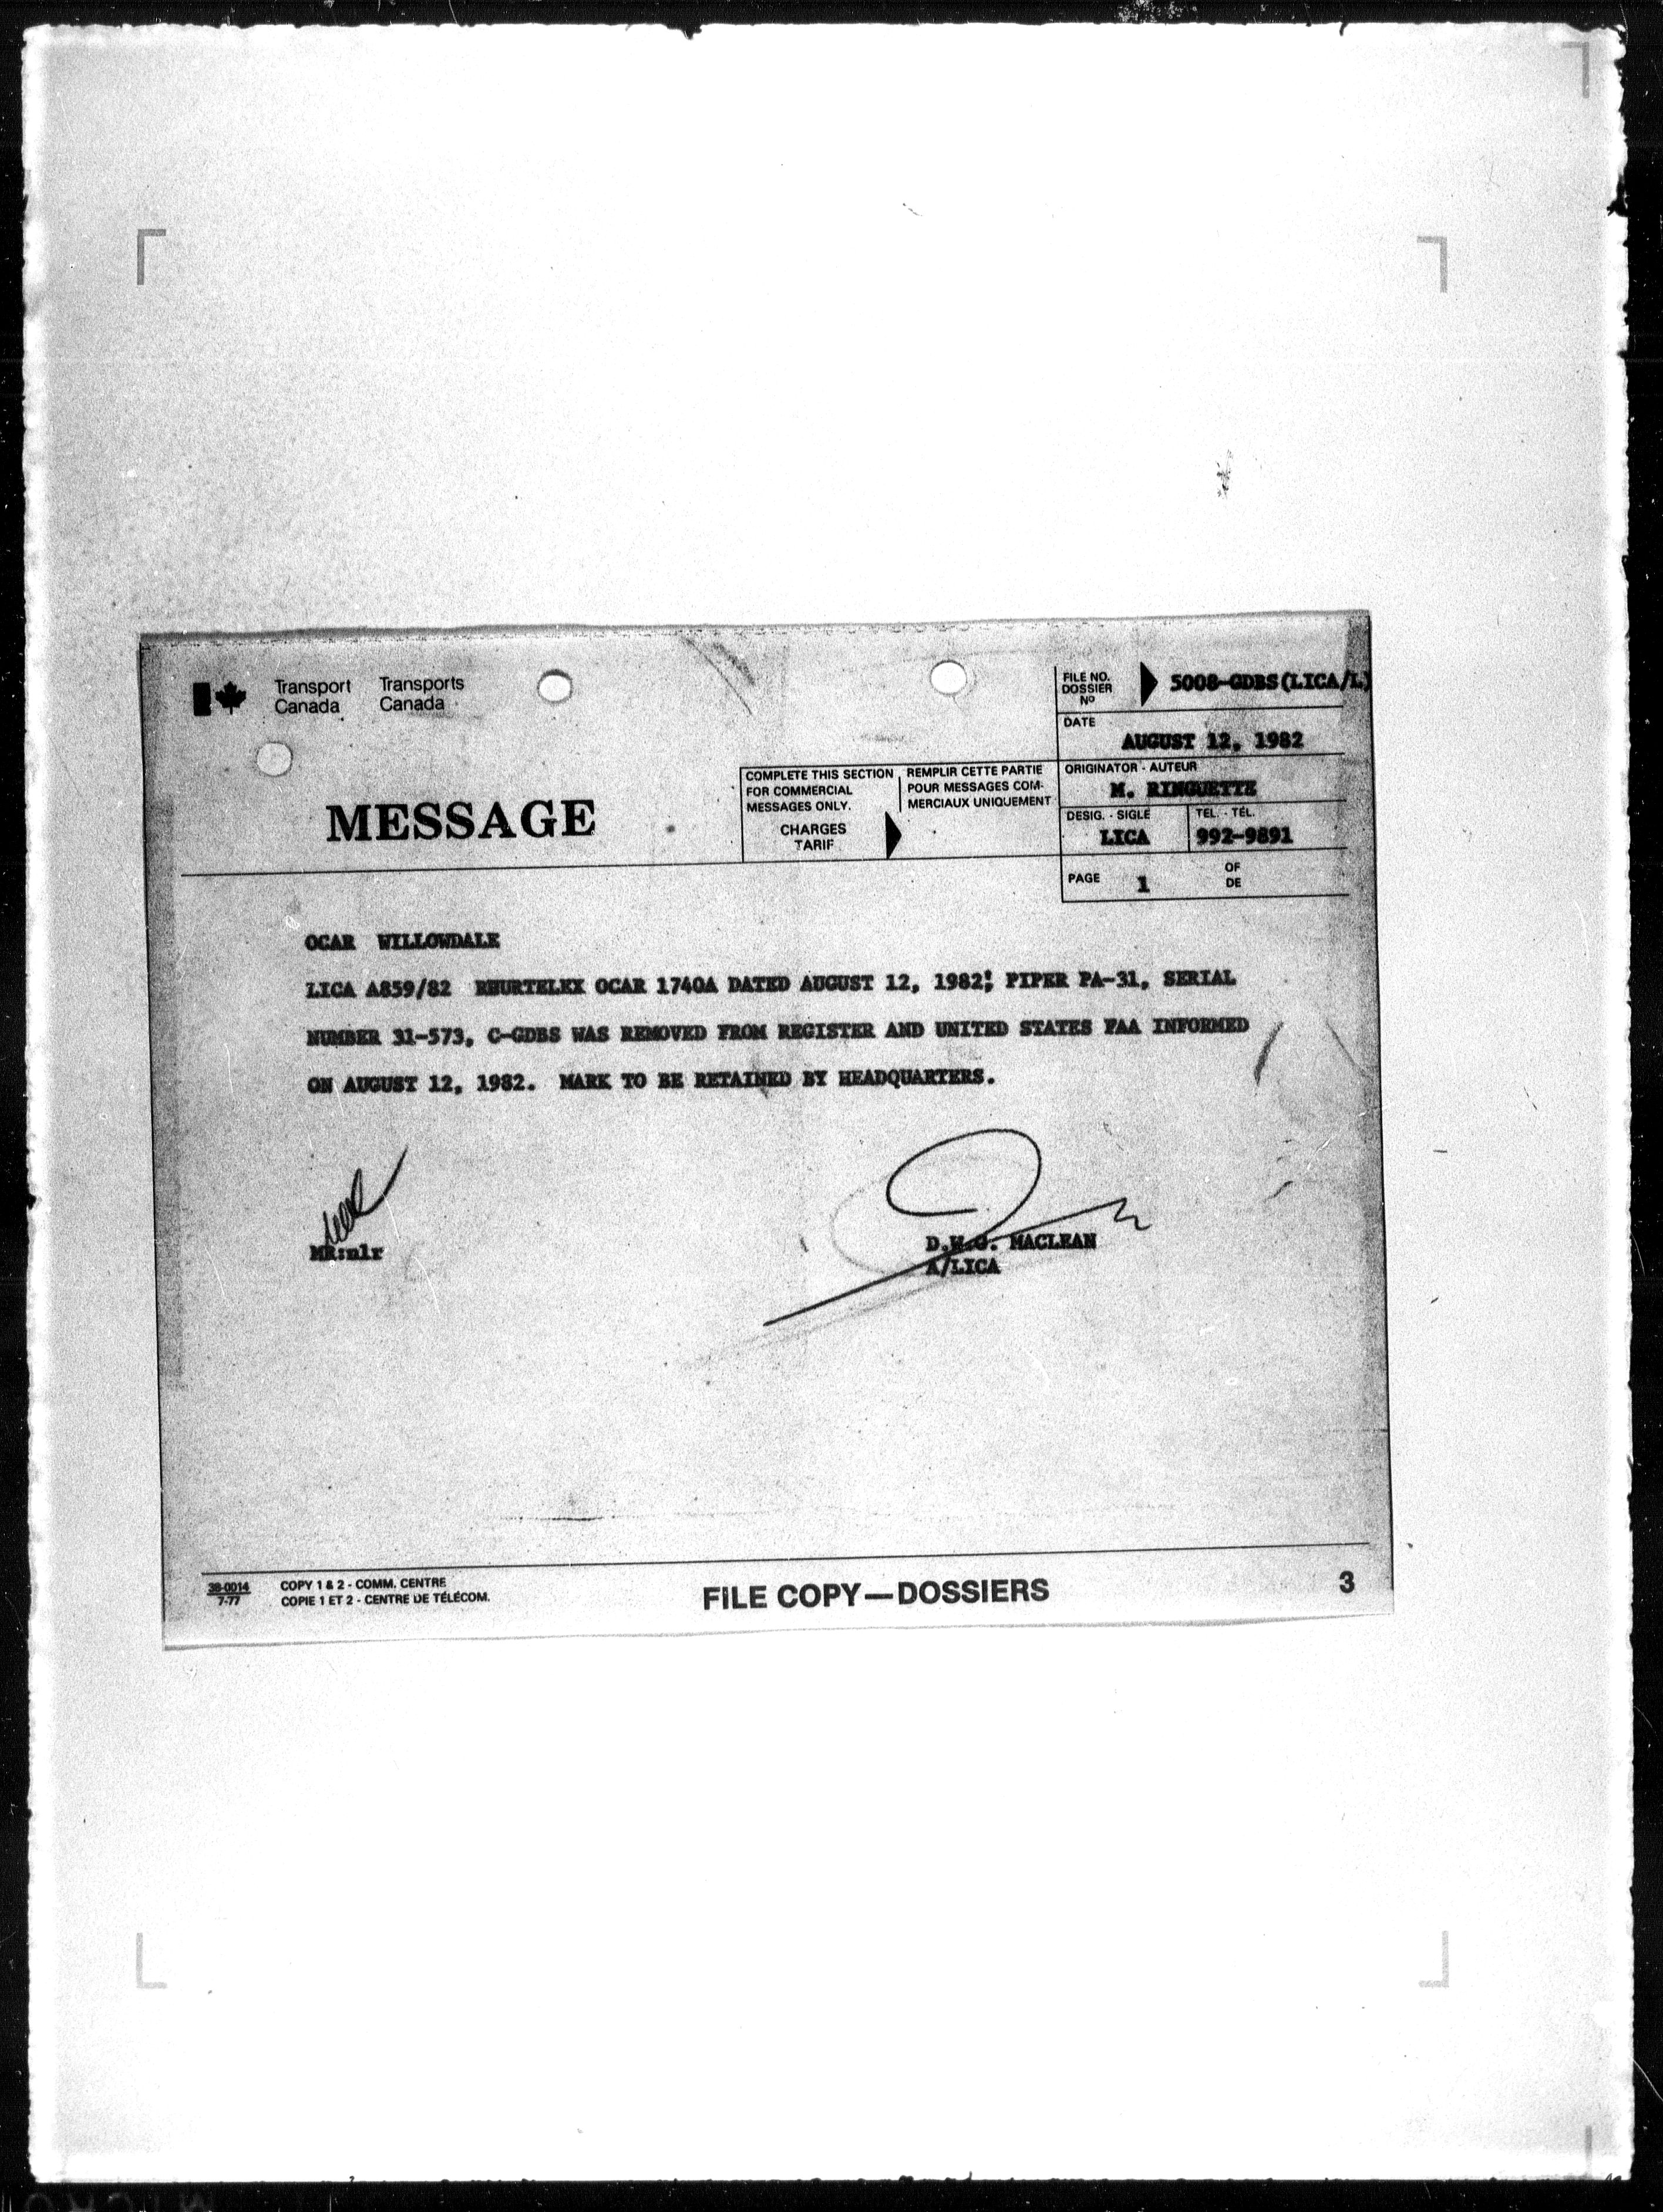 Transport Canada
Transports Canada
FILE NO.
DOSSIER
Nº
5008-GDBS(LICA/L)
DATE
AUGUST 12, 1982
COMPLETE THIS SECTION
FOR COMMERCIAL
MESSAGES ONLY.
REMPLIR CETTE PARTIE
POUR MESSAGES COM-
MERCIAUX UNIQUEMENT
CHARGES
TARIF
ORIGINATOR - AUTEUR
M. RINGUETTE
DESIG. - SIGLE
LICA
TEL. - TÉL.
992-9891
PAGE 1 OF
DE
MESSAGE
OCAR WILLOWDALE
LICA A859/82 REURTELEX OCAR 1740A DATED AUGUST 12, 1982; PIPER PA-31, SERIAL
NUMBER 31-573, C-GDBS WAS REMOVED FROM REGISTER AND UNITED STATES FAA INFORMED
ON AUGUST 12, 1982. MARK TO BE RETAINED BY HEADQUARTERS.
MR:nlr
MACLEAN
A/LICA
38-0014
7-77
COPY 1 & 2 - COMM. CENTRE
COPIE 1 ET 2 - CENTRE DE TÉLÉCOM.
FILE COPY—DOSSIERS
3